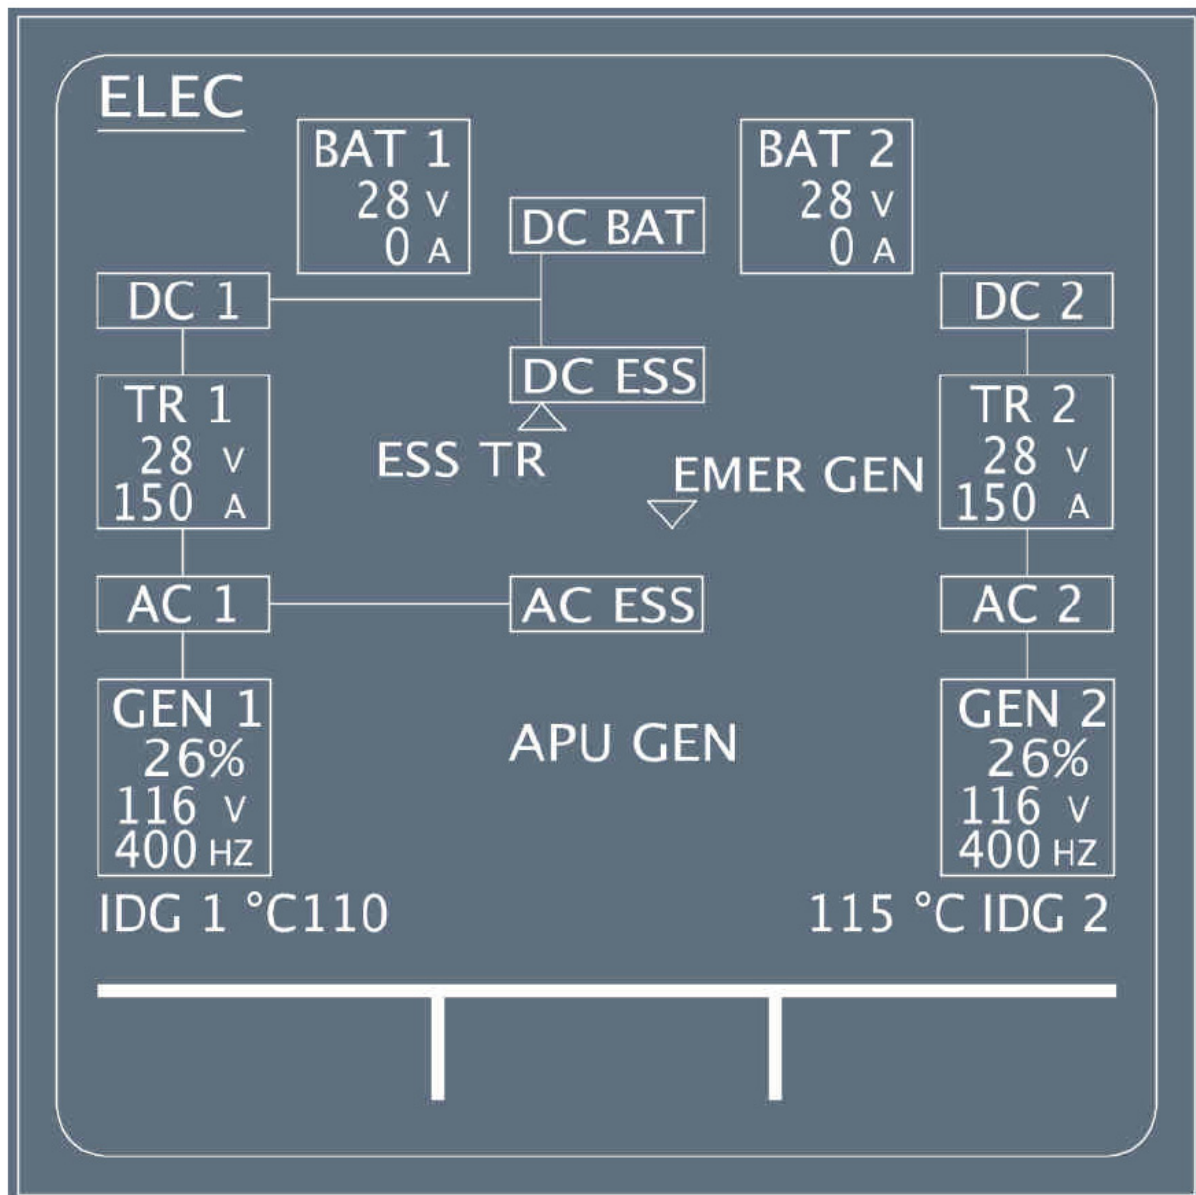 ELEC
BAT 1
28 V
0 A
BAT 2
28 V
0 A
DC BAT
DC 1
DC 2
DC ESS
TR 1
28 V
150 A
ESS TR
EMER GEN
TR 2
28 V
150 A
AC 1
AC ESS
AC 2
GEN 1
26%
116 V
400 HZ
APU GEN
GEN 2
26%
116 V
400 HZ
IDG 1 °C110
115 °C IDG 2